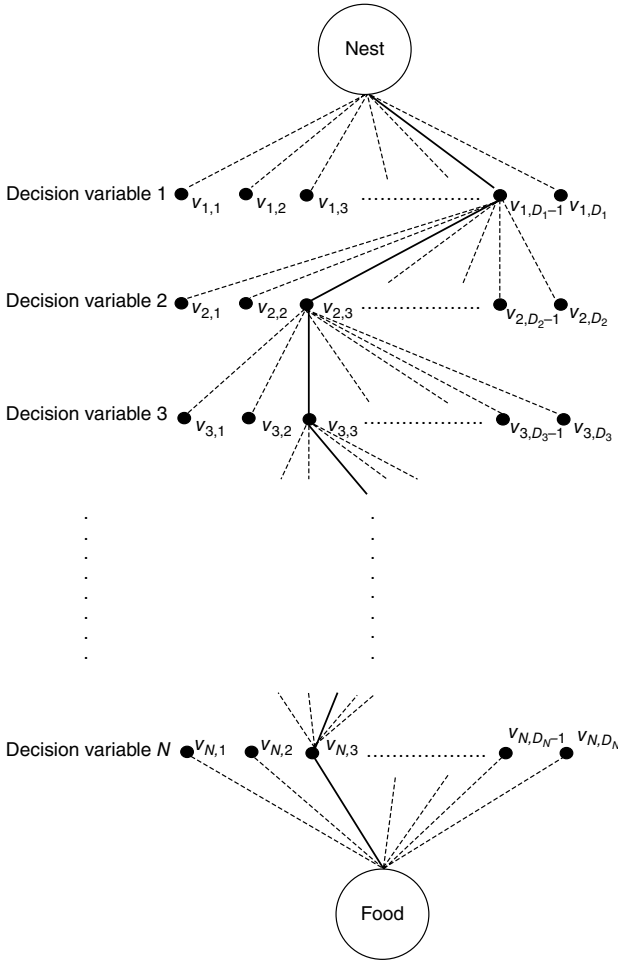 Nest
Decision variable 1 v1,1 v1,2 v1,3 v1,D1–1 v1,D1
Decision variable 2 v2,1 v2,2 v2,3 v2,D2–1 v2,D2
Decision variable 3 v3,1 v3,2 v3,3 v3,D3–1 v3,D3
Decision variable N vN,1 vN,2 vN,3 vN,DN–1 vN,DN
Food